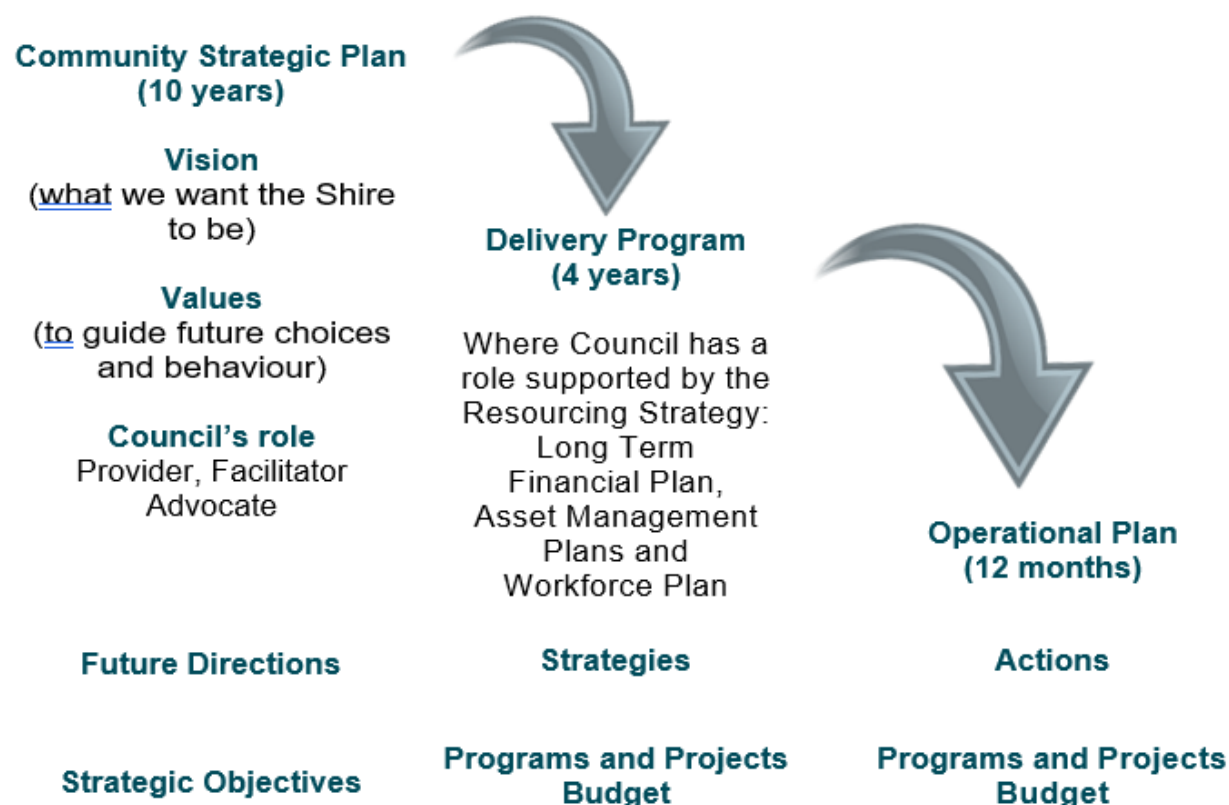 Community Strategic Plan
(10 years)
Vision
(what we want the Shire
to be)
Values
(to guide future choices
and behaviour)
Council’s role
Provider, Facilitator
Advocate
Future Directions
Strategic Objectives
Delivery Program
(4 years)
Where Council has a
role supported by the
Resourcing Strategy:
Long Term
Financial Plan,
Asset Management
Plans and
Workforce Plan
Strategies
Programs and Projects
Budget
Operational Plan
(12 months)
Actions
Programs and Projects
Budget